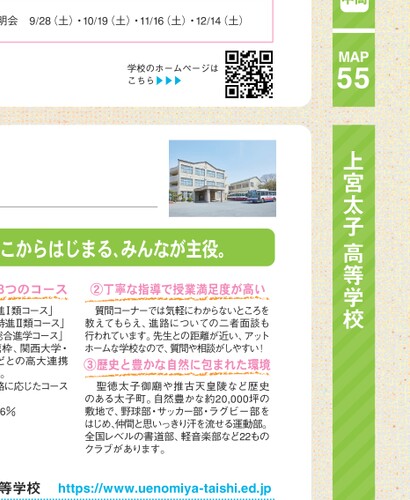 明会 9/28（土）・10/19（土）・11/16（土）・12/14（土）
学校のホームページは
こちら▶▶▶
中高
MAP
55
上宮太子 高等学校
こからはじまる、みんなが主役。
3つのコース
進Ⅰ類コース」
特進Ⅱ類コース」
総合進学コース」
薦枠、関西大学・
どとの高大連携
。
路に応じたコース
6％
②丁寧な指導で授業満足度が高い
質問コーナーでは気軽にわからないところを
教えてもらえ、進路についての二者面談も
行われています。先生との距離が近い、アット
ホームな学校なので、質問や相談がしやすい！
③歴史と豊かな自然に包まれた環境
聖徳太子御廟や推古天皇陵など歴史
のある太子町。自然豊かな約20,000坪の
敷地で、野球部・サッカー部・ラグビー部を
はじめ、仲間と思いっきり汗を流せる運動部。
全国レベルの書道部、軽音楽部など22もの
クラブがあります。
等学校 https://www.uenomiya-taishi.ed.jp